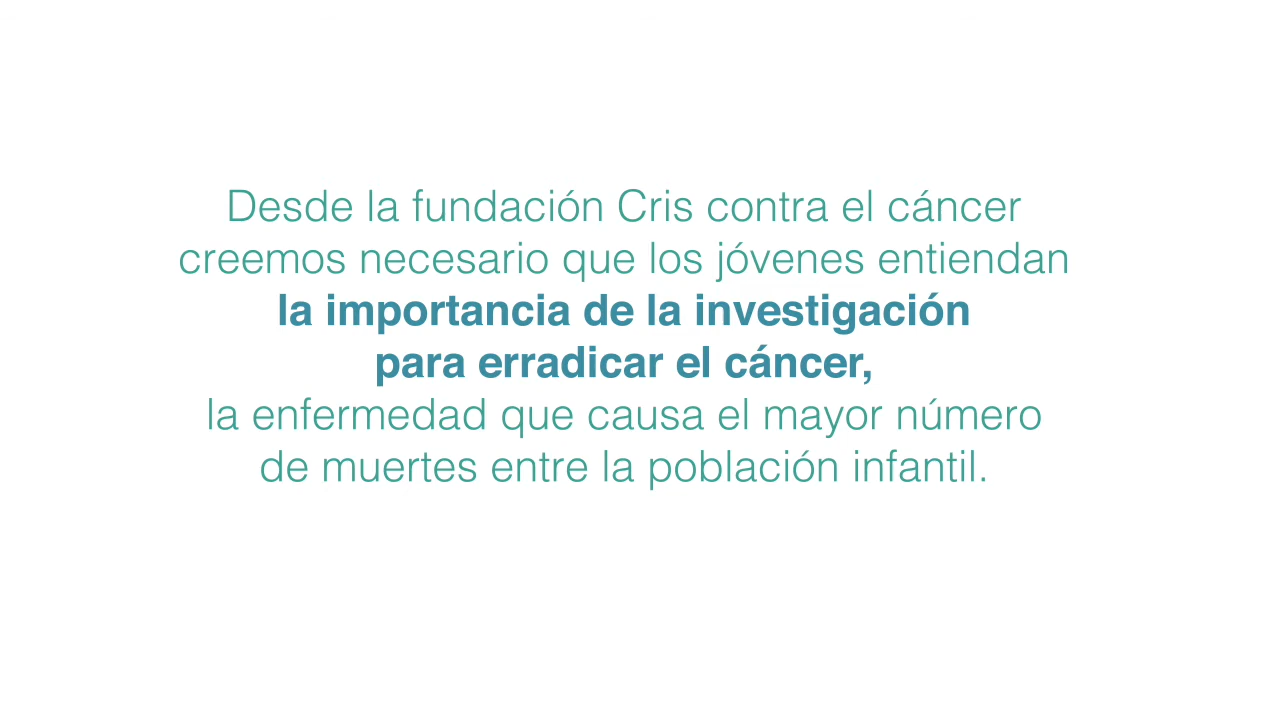 Desde la fundación Cris contra el cáncer
creemos necesario que los jóvenes entiendan
la importancia de la investigación
para erradicar el cáncer,
la enfermedad que causa el mayor número
de muertes entre la población infantil.